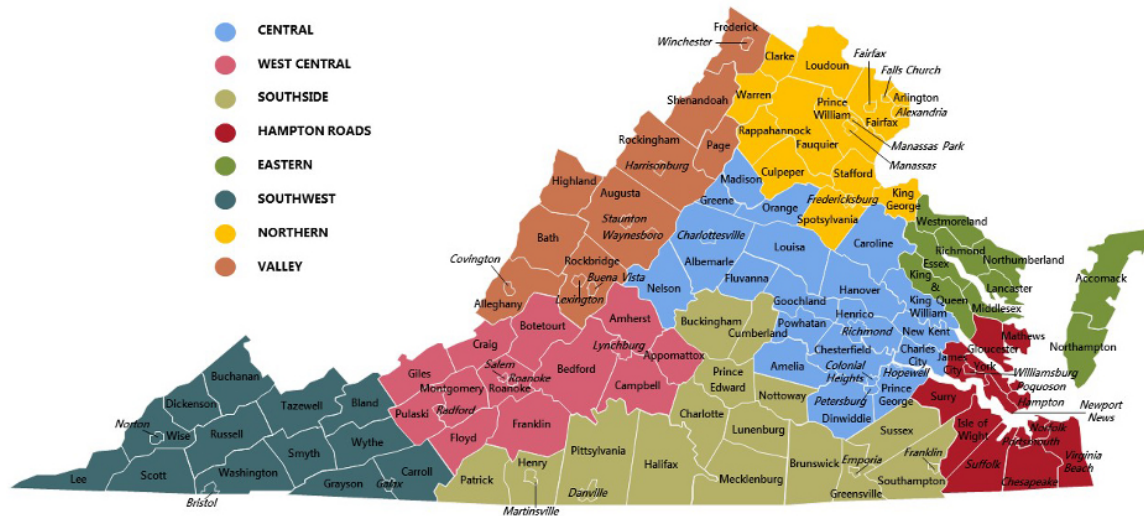 CENTRAL
WEST CENTRAL
SOUTHSIDE
HAMPTON ROADS
EASTERN
SOUTHWEST
NORTHERN
VALLEY
Frederick
Winchester
Clarke
Loudoun
Fairfax
Falls Church
Arlington
Alexandria
Fairfax
Shenandoah
Warren
Prince
William
Manassas Park
Manassas
Rappahannock
Fauquier
Rockingham
Page
Harrisonburg
Culpeper
Stafford
Madison
Highland
Augusta
Greene
Orange
Fredericksburg
King
George
Spotsylvania
Staunton
Waynesboro
Charlottesville
Westmoreland
Bath
Louisa
Caroline
Richmond
Northumberland
Essex
Covington
Rockbridge
Albemarle
Accomack
Buena Vista
Fluvanna
King
&
Queen
Lancaster
Nelson
Hanover
Alleghany
Lexington
Goochland
King
William
Middlesex
Amherst
Buckingham
Cumberland
Powhatan
Henrico
Richmond
New Kent
Mathews
Botetourt
Craig
Lynchburg
Appomattox
Chesterfield
Charles
City
Gloucester
Northampton
James
City
York
Williamsburg
Giles
Salem
Roanoke
Roanoke
Bedford
Amelia
Colonial
Heights
Hopewell
Poquoson
Buchanan
Montgomery
Campbell
Prince
Edward
Prince
George
Hampton
Dickenson
Tazewell
Bland
Pulaski
Radford
Nottoway
Petersburg
Surry
Newport
News
Charlotte
Dinwiddie
Norton
Wise
Russell
Wythe
Floyd
Franklin
Lunenburg
Sussex
Isle of
Wight
Norfolk
Portsmouth
Smyth
Pittsylvania
Halifax
Lee
Scott
Washington
Grayson
Carroll
Galax
Patrick
Henry
Brunswick
Emporia
Franklin
Suffolk
Virginia
Beach
Bristol
Martinsville
Danville
Mecklenburg
Greensville
Southampton
Chesapeake